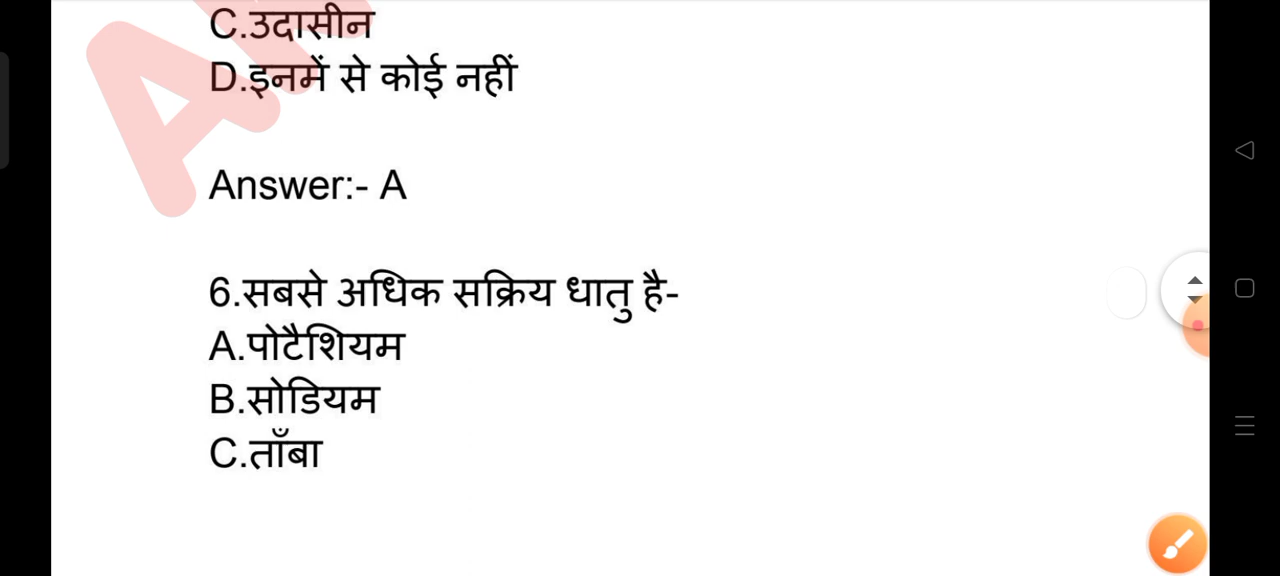 C.उदासीन
D.इनमें से कोई नहीं
Answer:- A
6.सबसे अधिक सक्रिय धातु है-
A.पोटैशियम
B.सोडियम
C.ताँबा